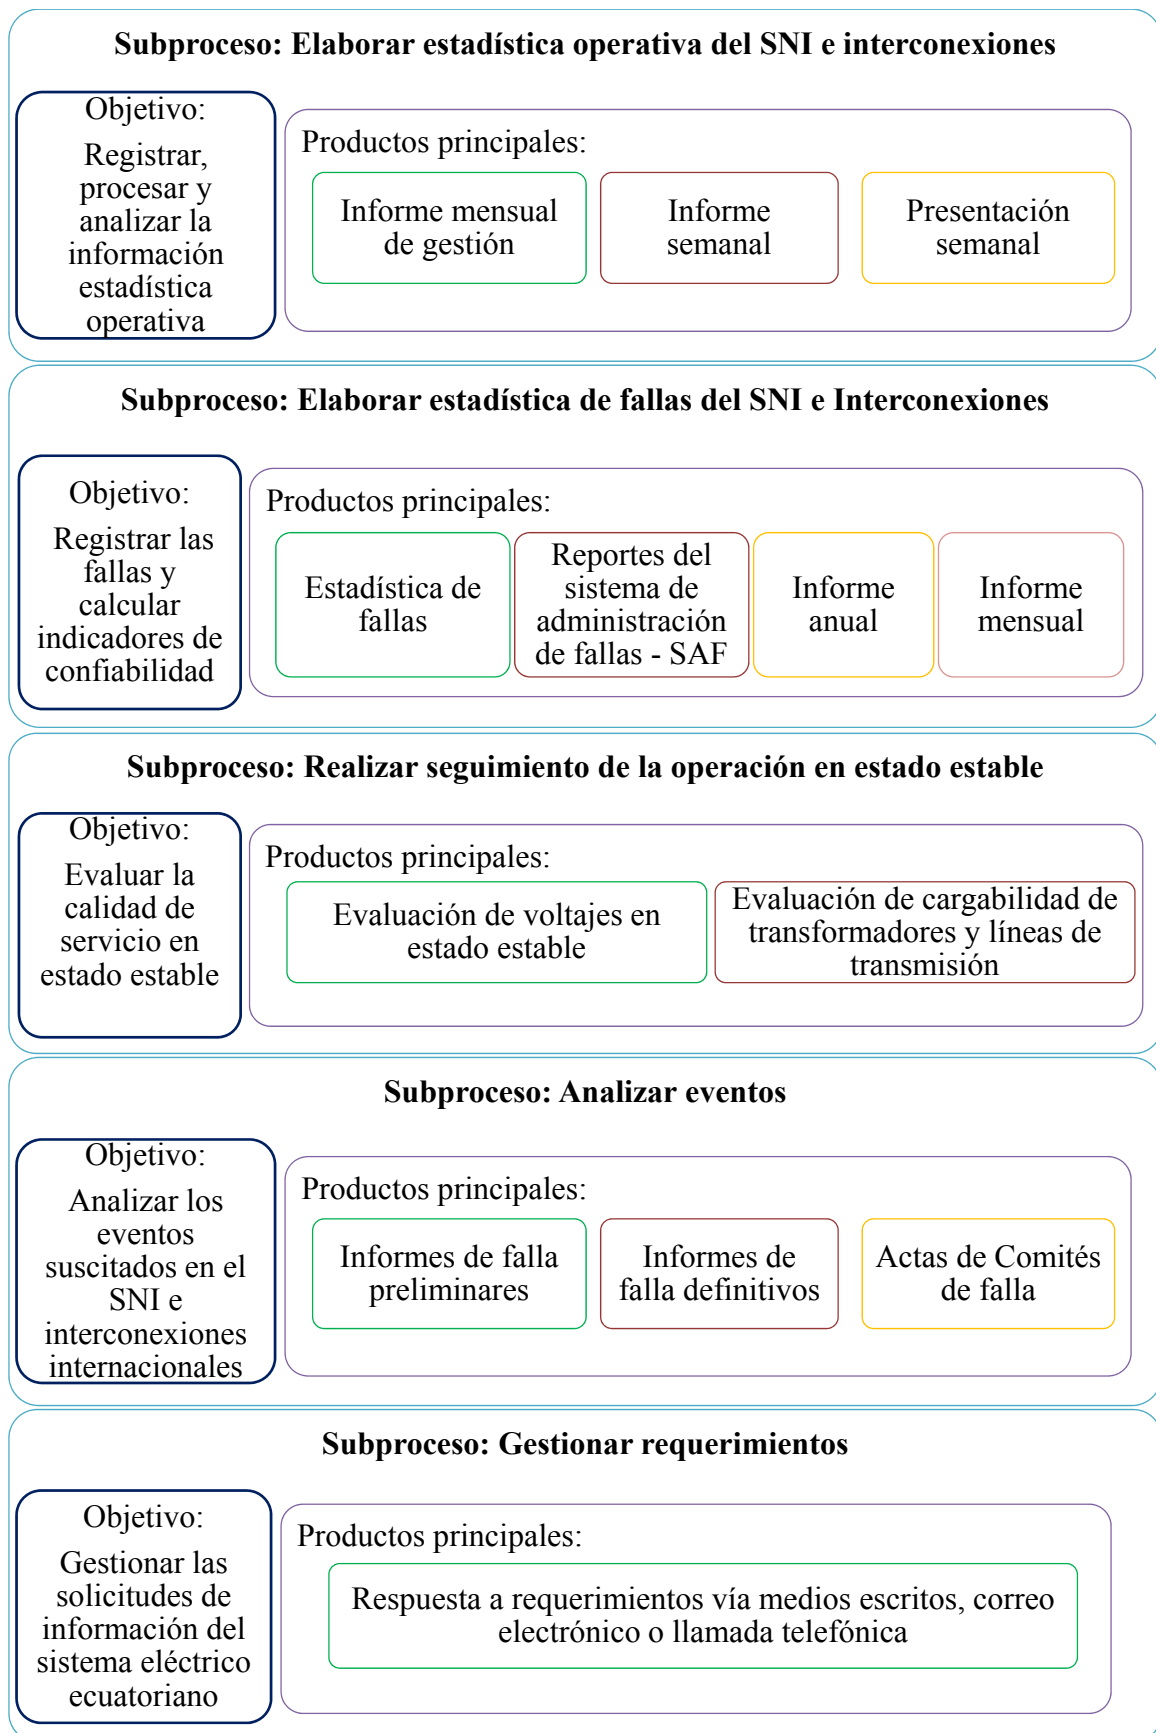 Subproceso: Elaborar estadística operativa del SNI e interconexiones
Objetivo:
Registrar,
procesar y
analizar la
información
estadística
operativa
Productos principales:
Informe mensual
de gestión
Informe
semanal
Presentación
semanal
Subproceso: Elaborar estadística de fallas del SNI e Interconexiones
Objetivo:
Registrar las
fallas y
calcular
indicadores de
confiabilidad
Productos principales:
Estadística de
fallas
Reportes del
sistema de
administración
de fallas - SAF
Informe
anual
Informe
mensual
Subproceso: Realizar seguimiento de la operación en estado estable
Objetivo:
Evaluar la
calidad de
servicio en
estado estable
Productos principales:
Evaluación de voltajes en
estado estable
Evaluación de cargabilidad de
transformadores y líneas de
transmisión
Subproceso: Analizar eventos
Objetivo:
Analizar los
eventos
suscitados en el
SNI e
interconexiones
internacionales
Productos principales:
Informes de falla
preliminares
Informes de
falla definitivos
Actas de Comités
de falla
Subproceso: Gestionar requerimientos
Objetivo:
Gestionar las
solicitudes de
información del
sistema eléctrico
ecuatoriano
Productos principales:
Respuesta a requerimientos vía medios escritos, correo
electrónico o llamada telefónica